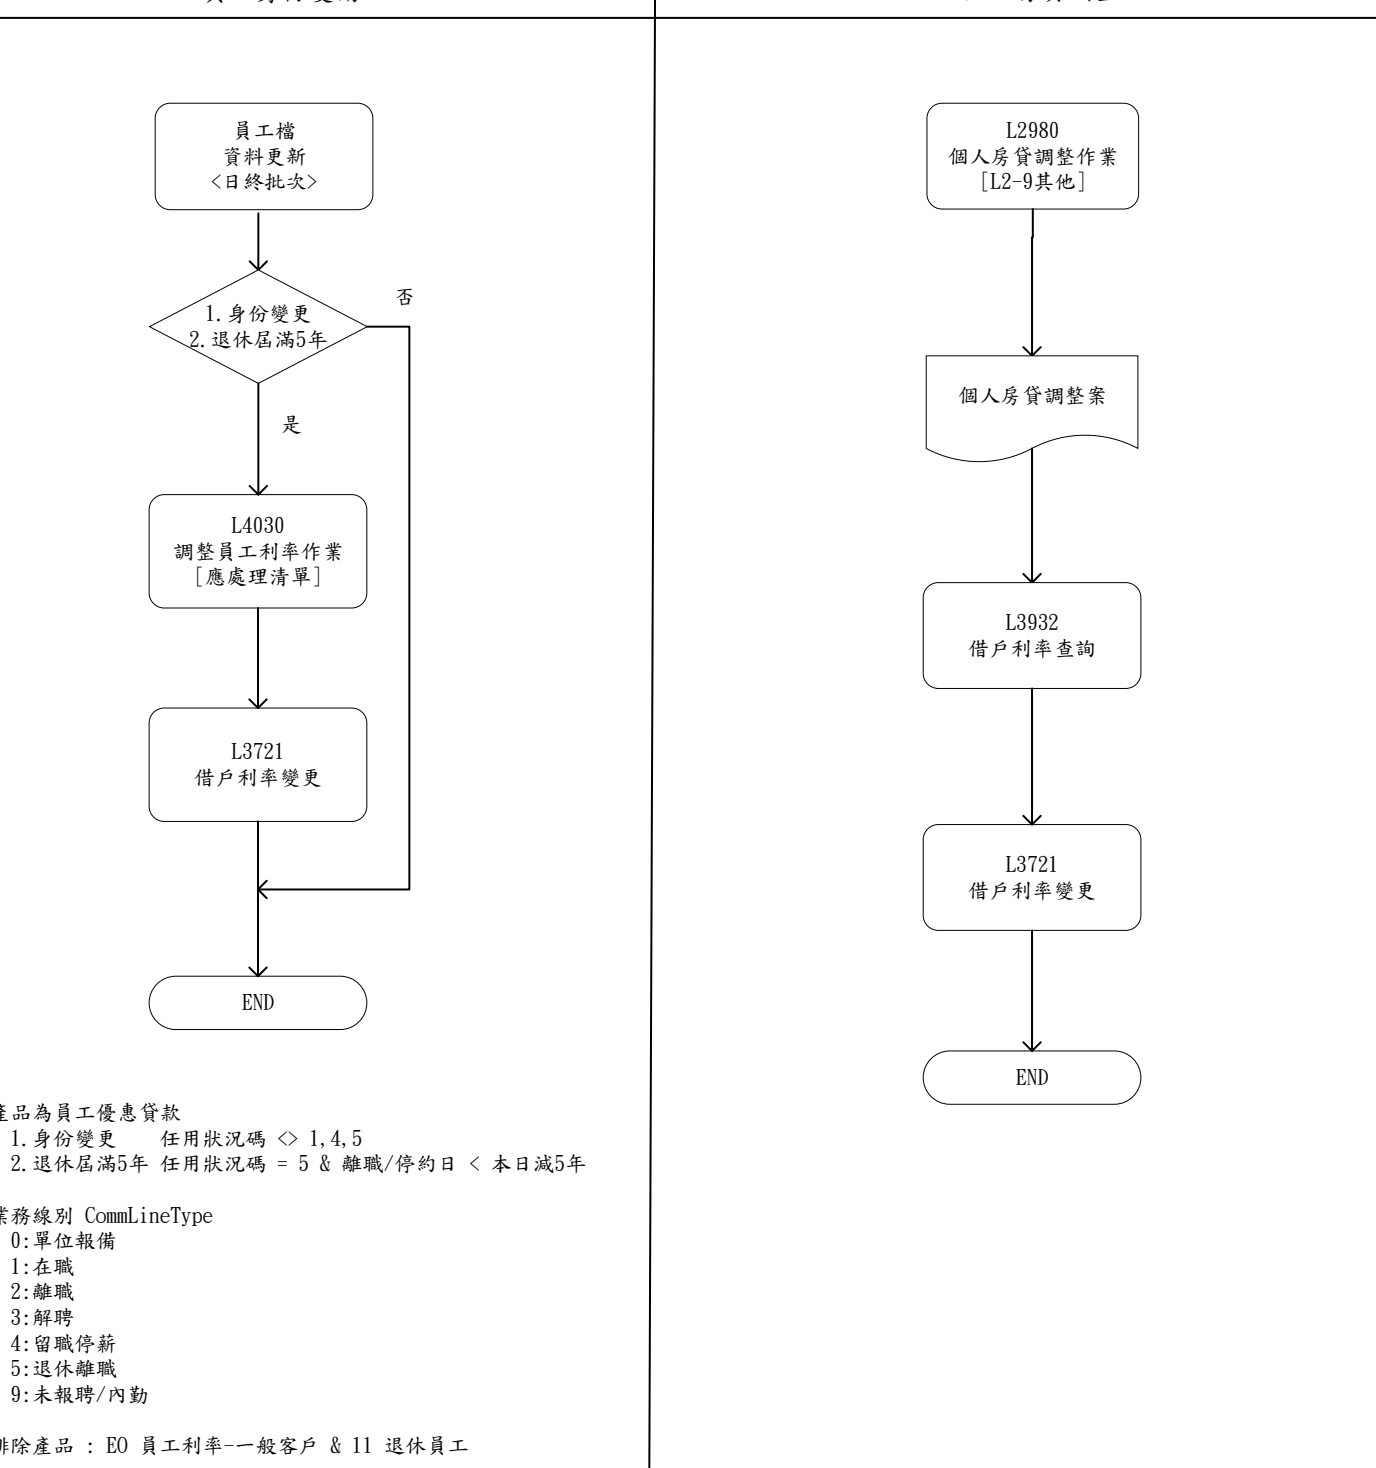 員工檔
資料更新
<日終批次>
1.身份變更
2.退休屆滿5年
否
是
L4030
調整員工利率作業
[應處理清單]
L3721
借戶利率變更
END
產品為員工優惠貸款
1.身份變更 任用狀況碼 <> 1,4,5
2.退休屆滿5年 任用狀況碼 = 5 & 離職/停約日 < 本日減5年
業務線別 CommLineType
0:單位報備
1:在職
2:離職
3:解聘
4:留職停薪
5:退休離職
9:未報聘/內勤
排除產品 : EO 員工利率-一般客戶 & 11 退休員工
L2980
個人房貸調整作業
[L2-9其他]
個人房貸調整案
L3932
借戶利率查詢
L3721
借戶利率變更
END